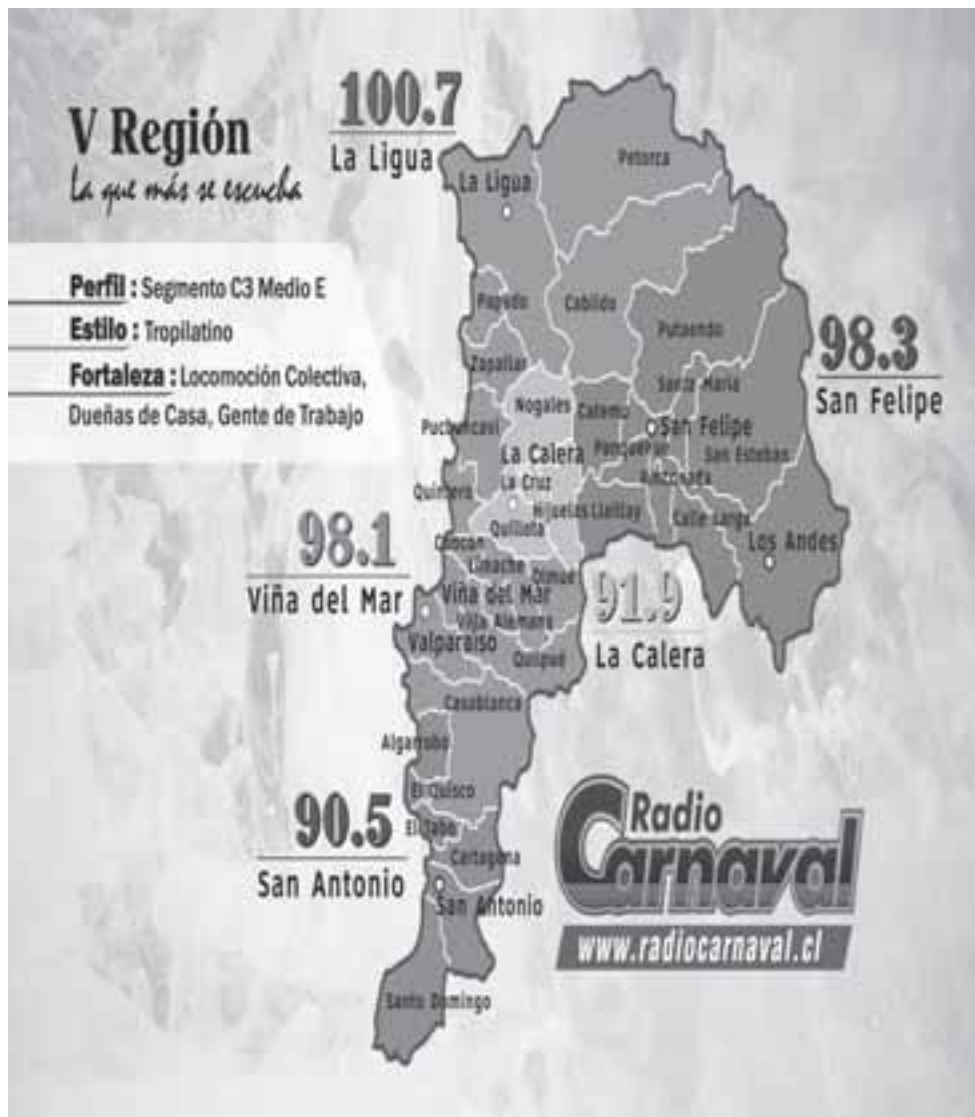 V Región
La que más se escucha
Perfil : Segmento C3 Medio E
Estilo : Tropilatino
Fortaleza : Locomoción Colectiva,
Dueñas de Casa, Gente de Trabajo
100.7
La Ligua
98.3
San Felipe
98.1
Viña del Mar
91.9
La Calera
90.5
San Antonio
La Ligua
Petorca
Papudo
Cabildo
Putaendo
Zapallar
Santa María
Nogales
Catemu
Puchuncaví
San Felipe
La Calera
Panquehue
San Esteban
Rinconada
La Cruz
Quintero
Hijuelas
Llaillay
Calle Larga
Quillota
Los Andes
Limache
Olmué
Viña del Mar
Villa Alemana
Valparaíso
Quilpué
Casablanca
Algarrobo
El Quisco
El Tabo
Cartagena
San Antonio
Santo Domingo
Radio
Carnaval
www.radiocarnaval.cl